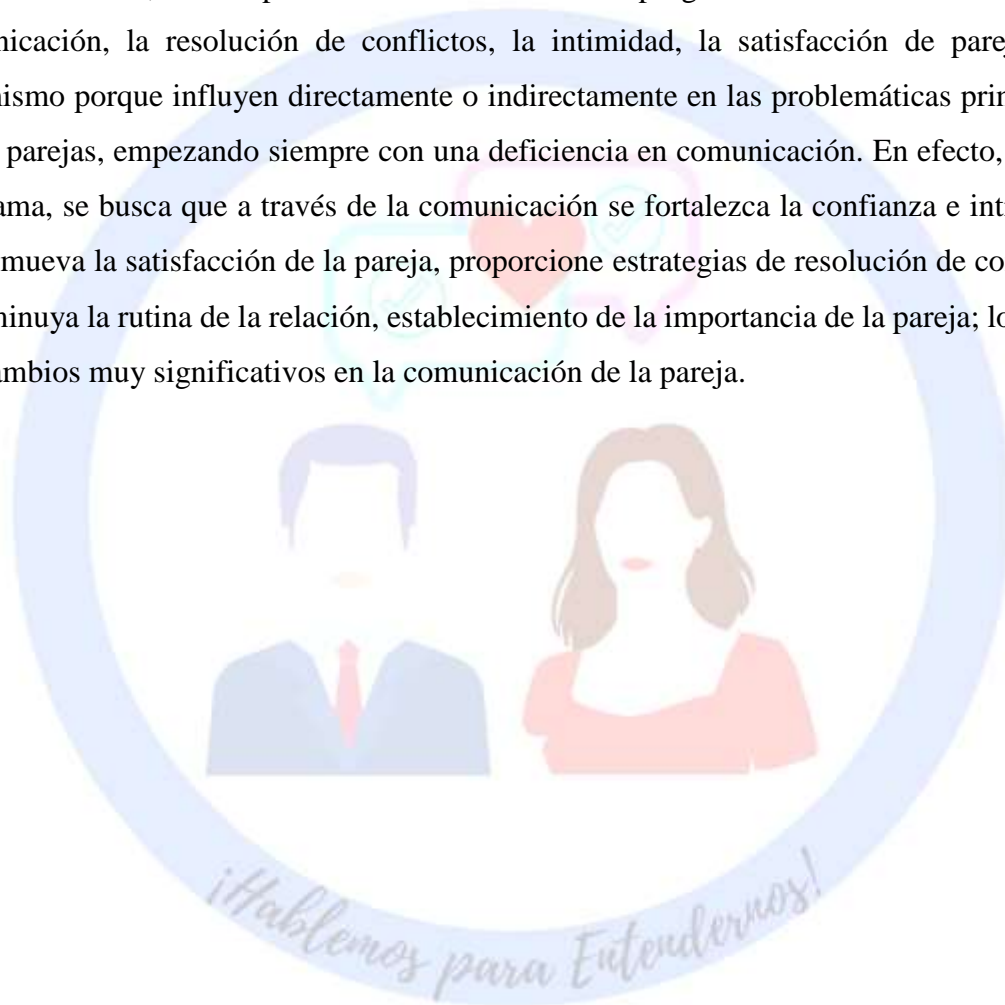 nicación, la resolución de conflictos, la intimidad, la satisfacción de parej
ismo porque influyen directamente o indirectamente en las problemáticas prin
parejas, empezando siempre con una deficiencia en comunicación. En efecto,
ama, se busca que a través de la comunicación se fortalezca la confianza e int
mueva la satisfacción de la pareja, proporcione estrategias de resolución de co
inuya la rutina de la relación, establecimiento de la importancia de la pareja; lo
mbios muy significativos en la comunicación de la pareja.
¡Hablemos para Entendernos!